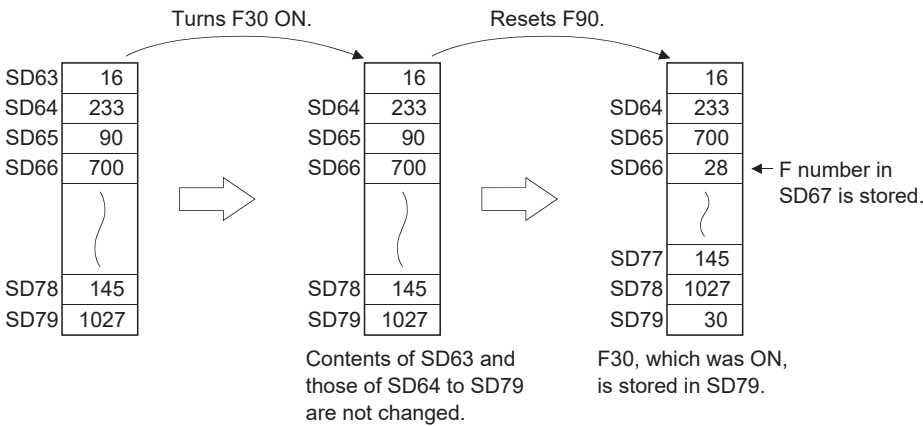 Turns F30 ON.
Resets F90.
SD63 16
SD64 233
SD65 90
SD66 700
SD78 145
SD79 1027
16
SD64 233
SD65 90
SD66 700
SD78 145
SD79 1027
Contents of SD63 and
those of SD64 to SD79
are not changed.
16
SD64 233
SD65 700
SD66 28
F number in
SD67 is stored.
SD77 145
SD78 1027
SD79 30
F30, which was ON,
is stored in SD79.